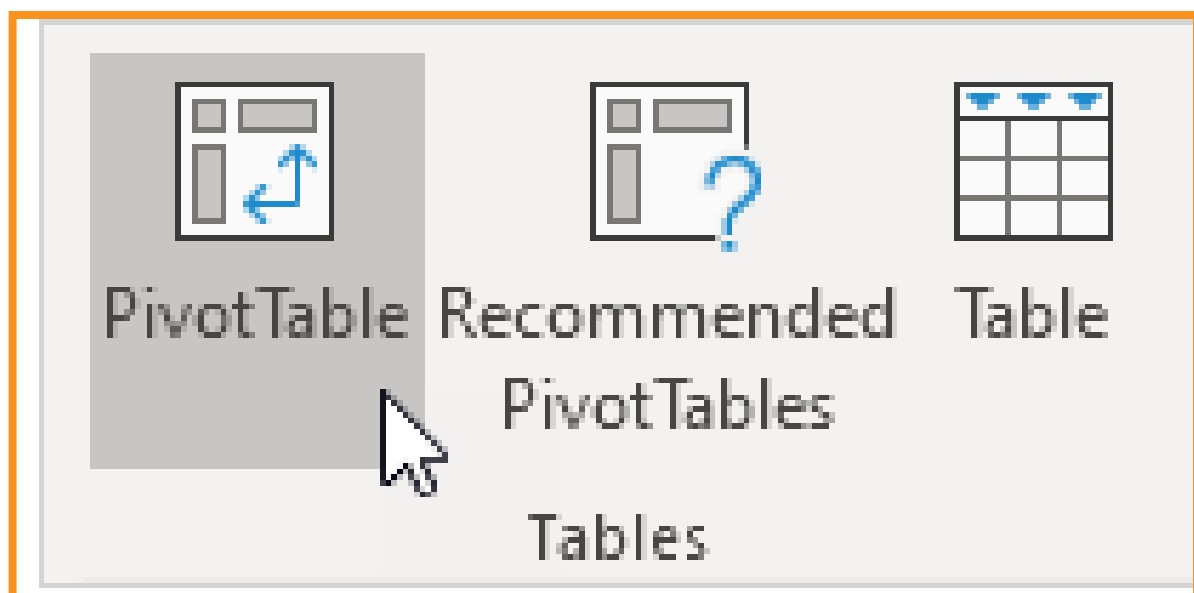 PivotTable
Recommended
PivotTables
Table
Tables